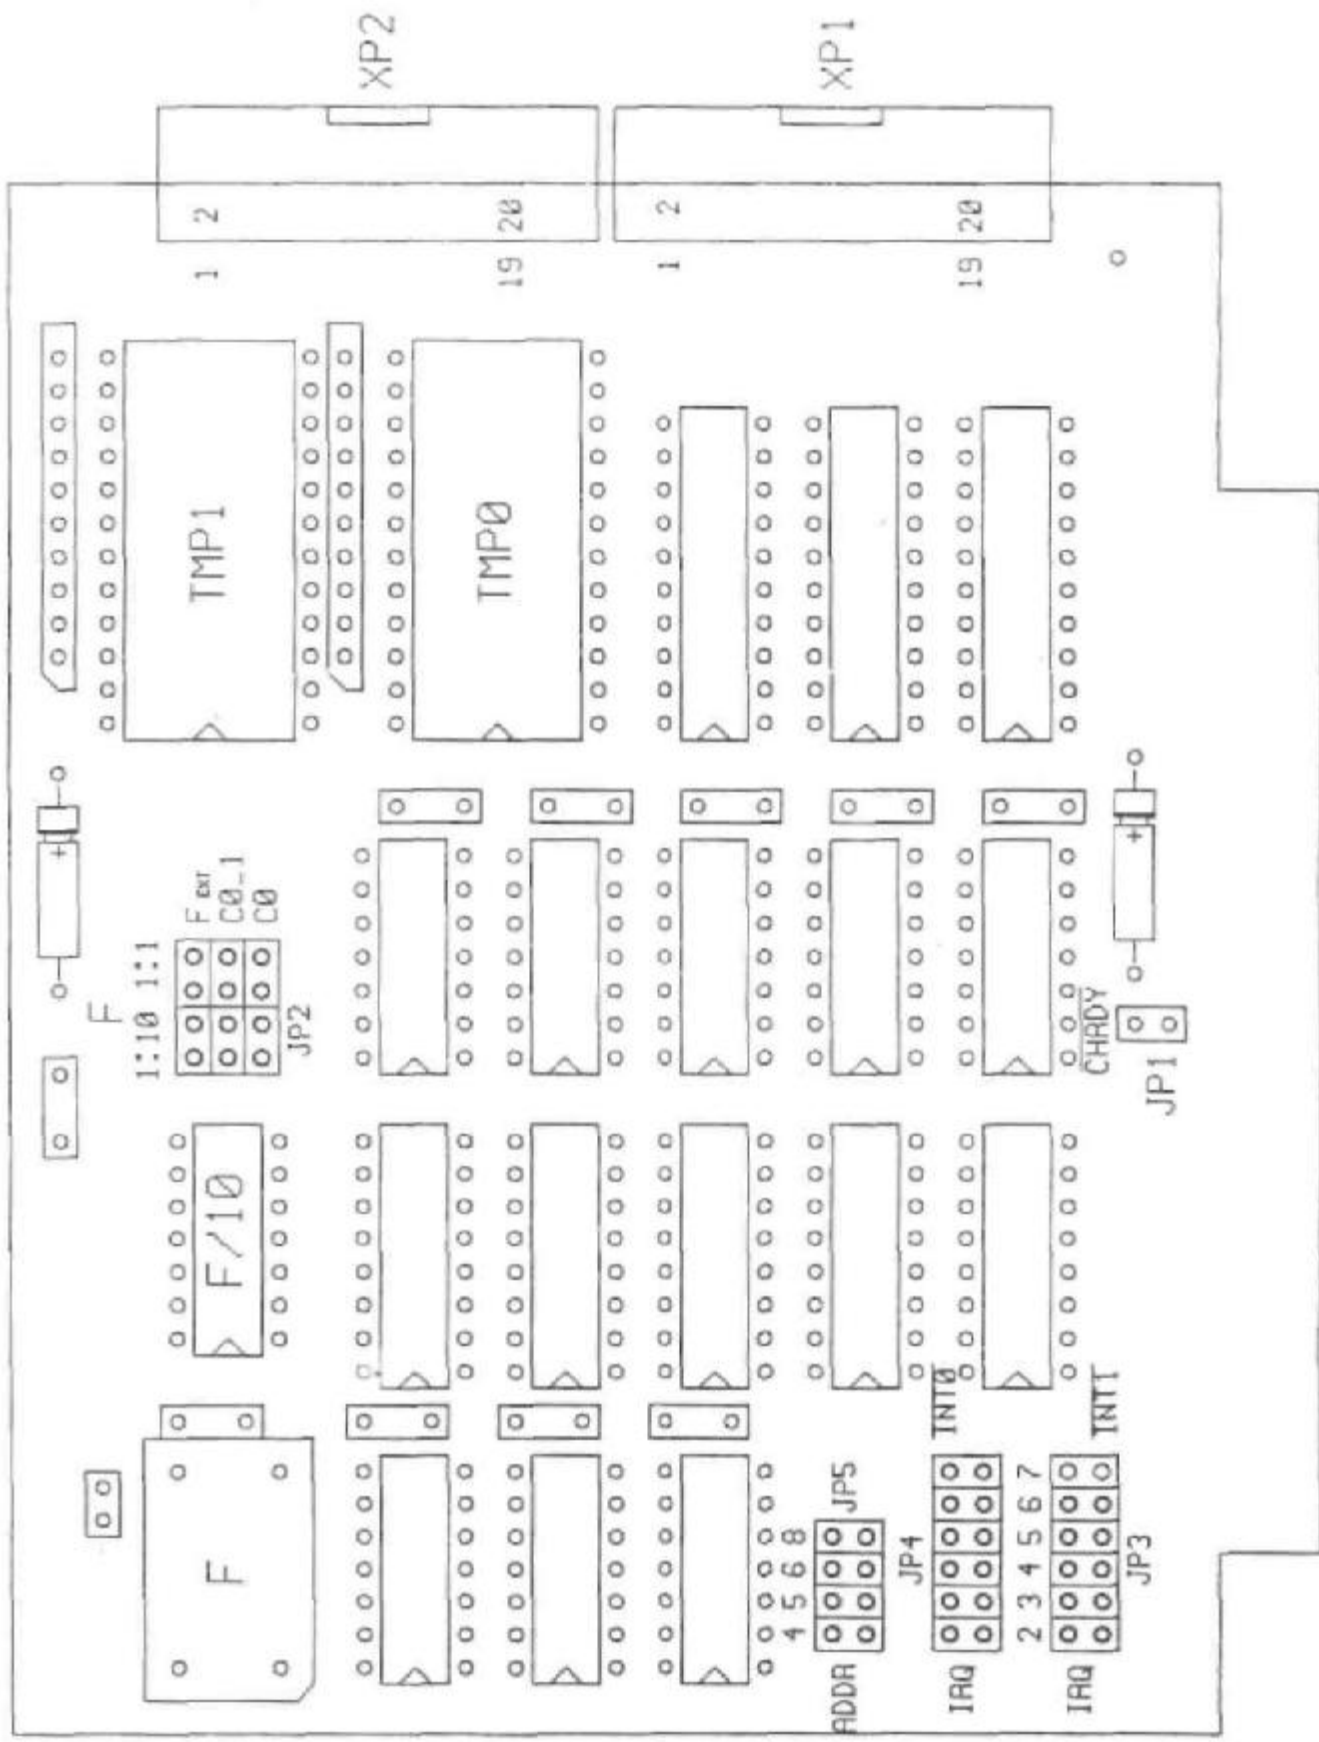 XP2
XP1
1 2
19 20
1 2
19 20
TMP1
TMP0
F
1:10 1:1
F EXT
C0_1
C0
JP2
CHRDY
JP1
F/10
F
ADDR
4 5 6 8
JP5
IRQ
JP4
INT0
IRQ
2 3 4 5 6 7
JP3
INT1
+
+